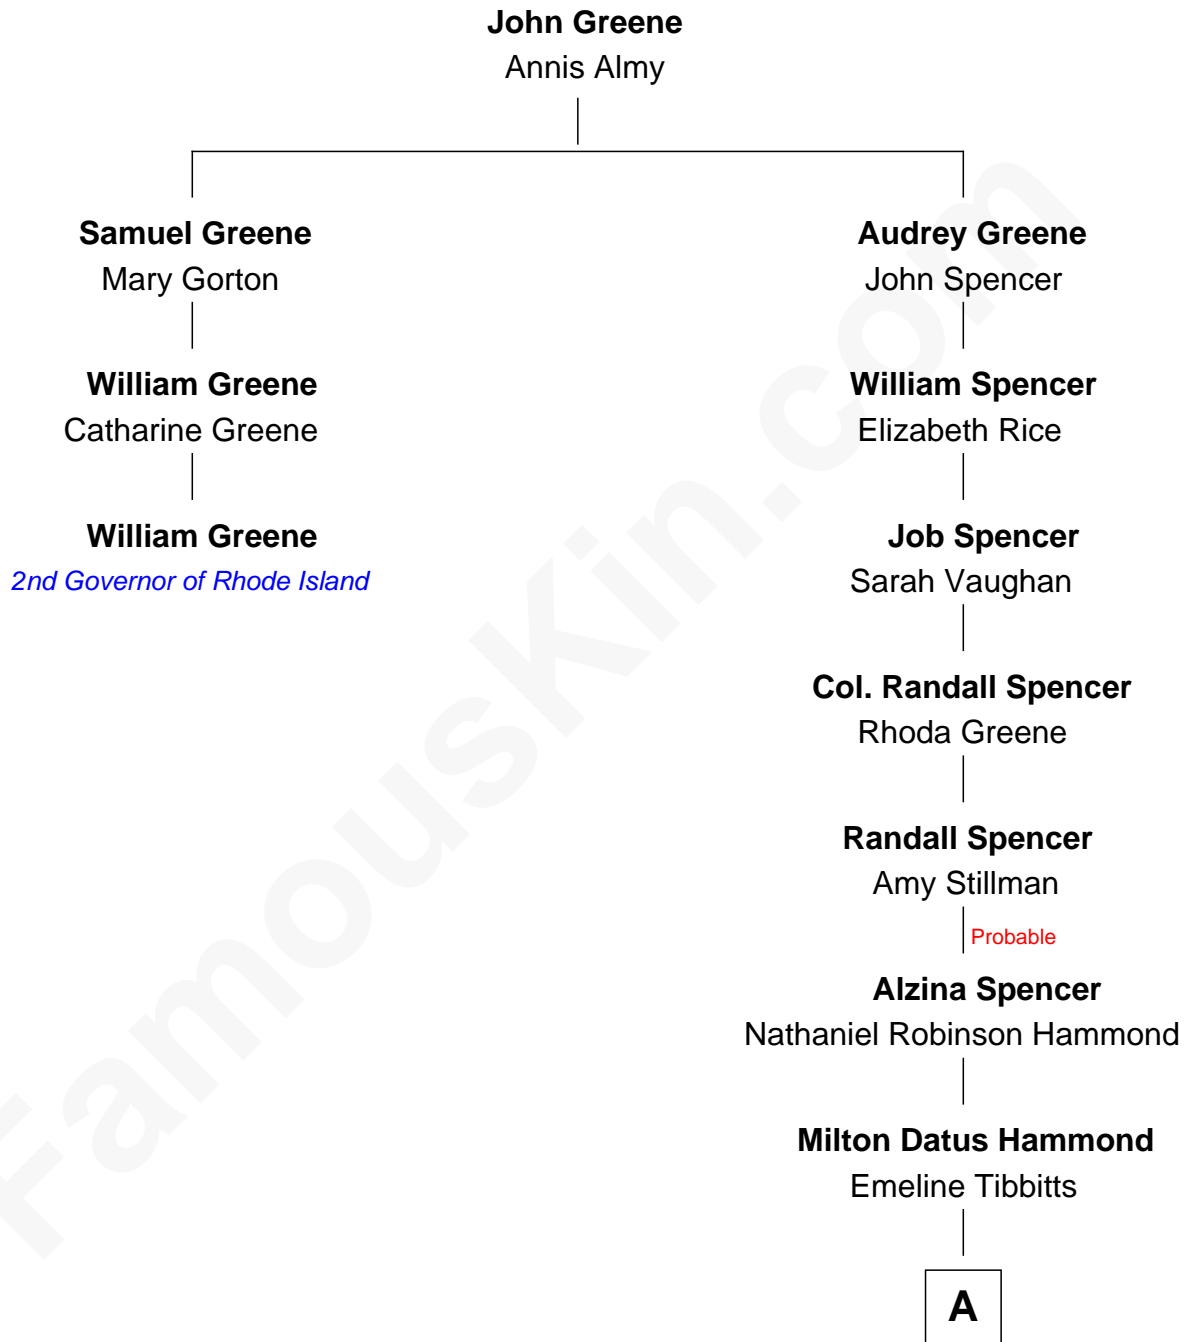 John Greene
Annis Almy
Samuel Greene
Mary Gorton
Audrey Greene
John Spencer
William Greene
Catharine Greene
William Spencer
Elizabeth Rice
William Greene
2nd Governor of Rhode Island
Job Spencer
Sarah Vaughan
Col. Randall Spencer
Rhoda Greene
Randall Spencer
Amy Stillman
Probable
Alzina Spencer
Nathaniel Robinson Hammond
Milton Datus Hammond
Emeline Tibbitts
A
FamousKin.com